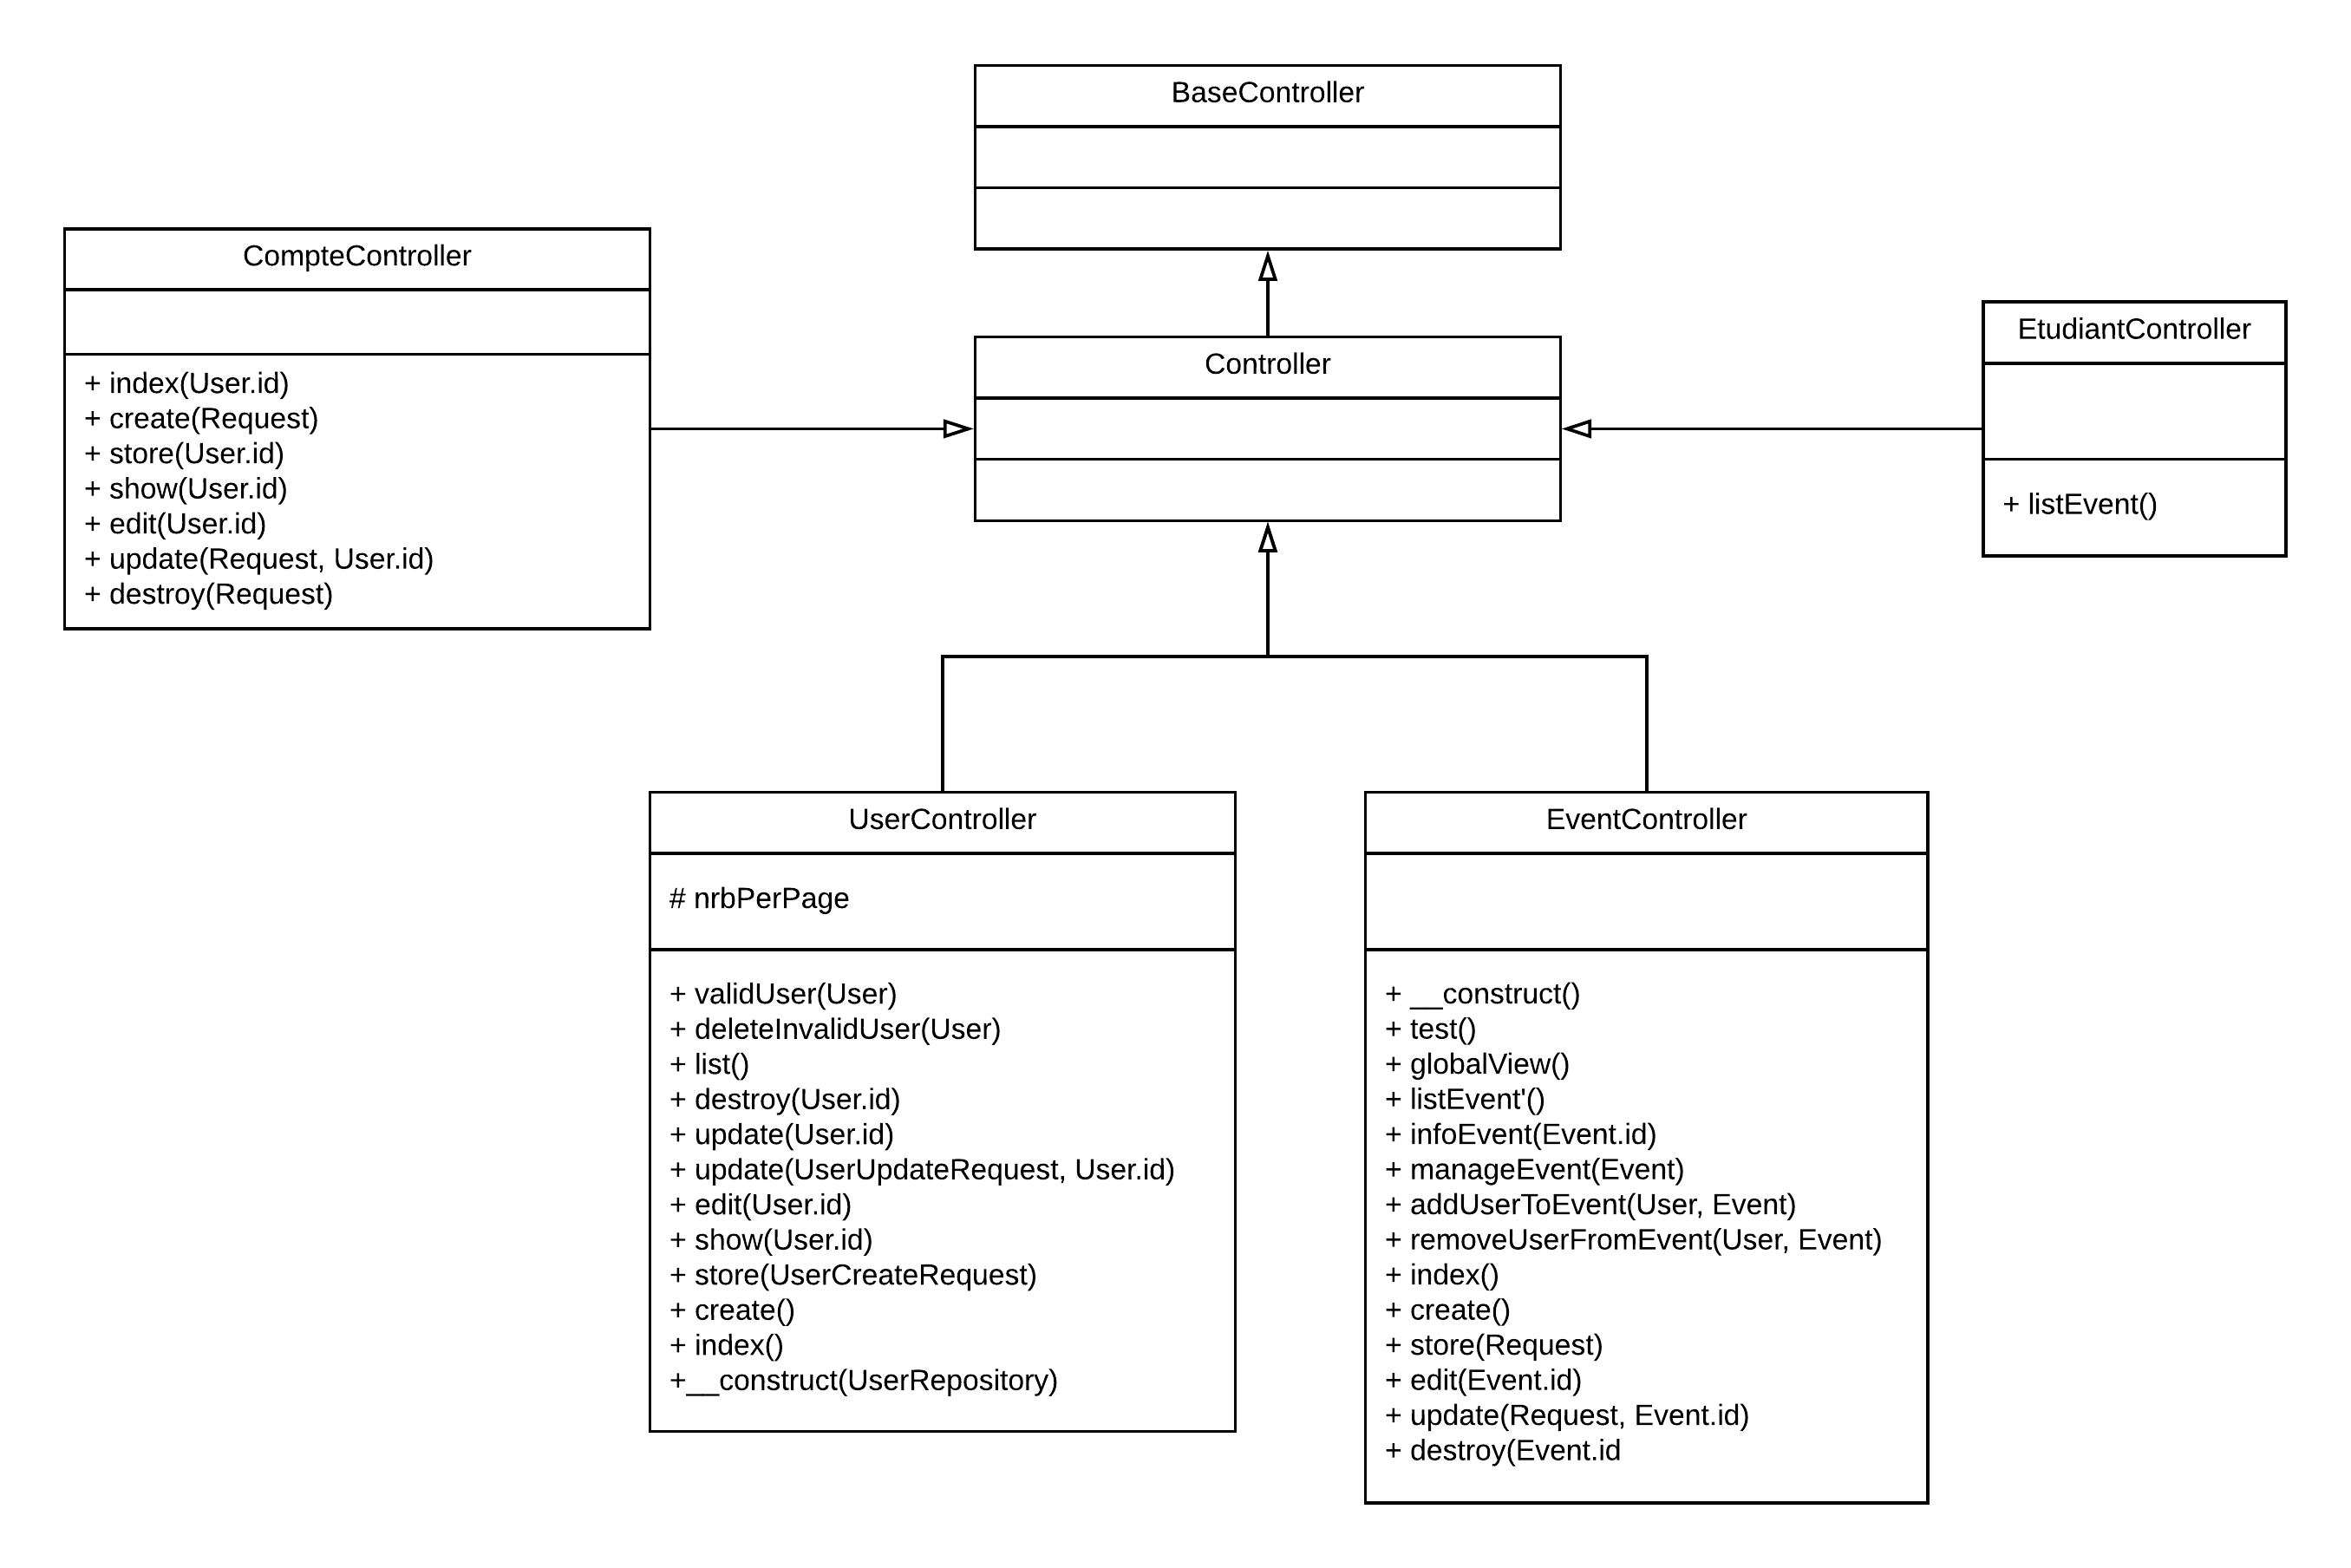 BaseController
CompteController
+ index(User.id)
+ create(Request)
+ store(User.id)
+ show(User.id)
+ edit(User.id)
+ update(Request, User.id)
+ destroy(Request)
Controller
EtudiantController
+ listEvent()
UserController
# nrbPerPage
+ validUser(User)
+ deleteInvalidUser(User)
+ list()
+ destroy(User.id)
+ update(User.id)
+ update(UserUpdateRequest, User.id)
+ edit(User.id)
+ show(User.id)
+ store(UserCreateRequest)
+ create()
+ index()
+__construct(UserRepository)
EventController
+ __construct()
+ test()
+ globalView()
+ listEvent'()
+ infoEvent(Event.id)
+ manageEvent(Event)
+ addUserToEvent(User, Event)
+ removeUserFromEvent(User, Event)
+ index()
+ create()
+ store(Request)
+ edit(Event.id)
+ update(Request, Event.id)
+ destroy(Event.id